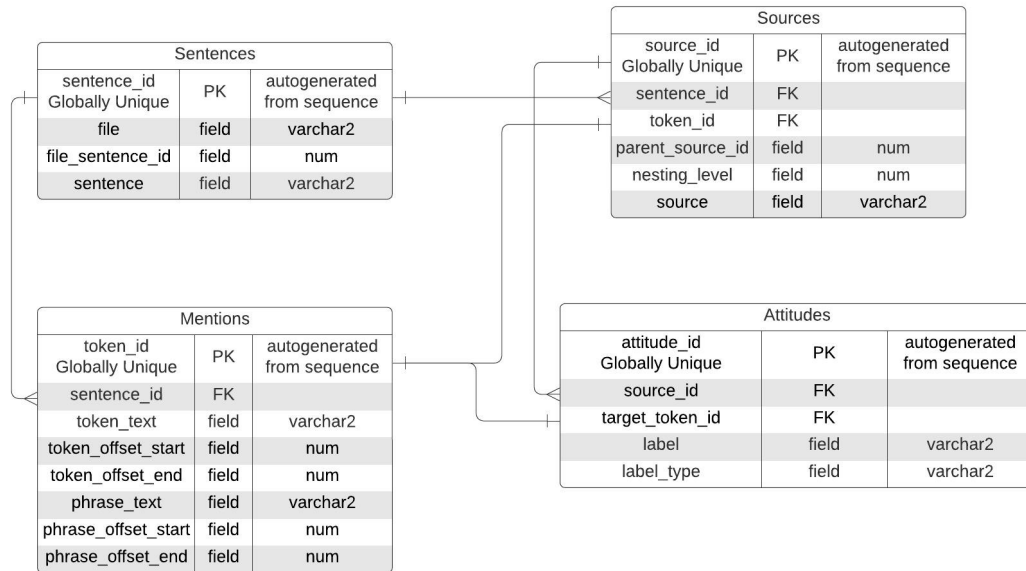 Sentences
sentence_id
Globally Unique PK autogenerated
from sequence
file field varchar2
file_sentence_id field num
sentence field varchar2
Sources
source_id
Globally Unique PK autogenerated
from sequence
sentence_id FK
token_id FK
parent_source_id field num
nesting_level field num
source field varchar2
Mentions
token_id
Globally Unique PK autogenerated
from sequence
sentence_id FK
token_text field varchar2
token_offset_start field num
token_offset_end field num
phrase_text field varchar2
phrase_offset_start field num
phrase_offset_end field num
Attitudes
attitude_id
Globally Unique PK autogenerated
from sequence
source_id FK
target_token_id FK
label field varchar2
label_type field varchar2